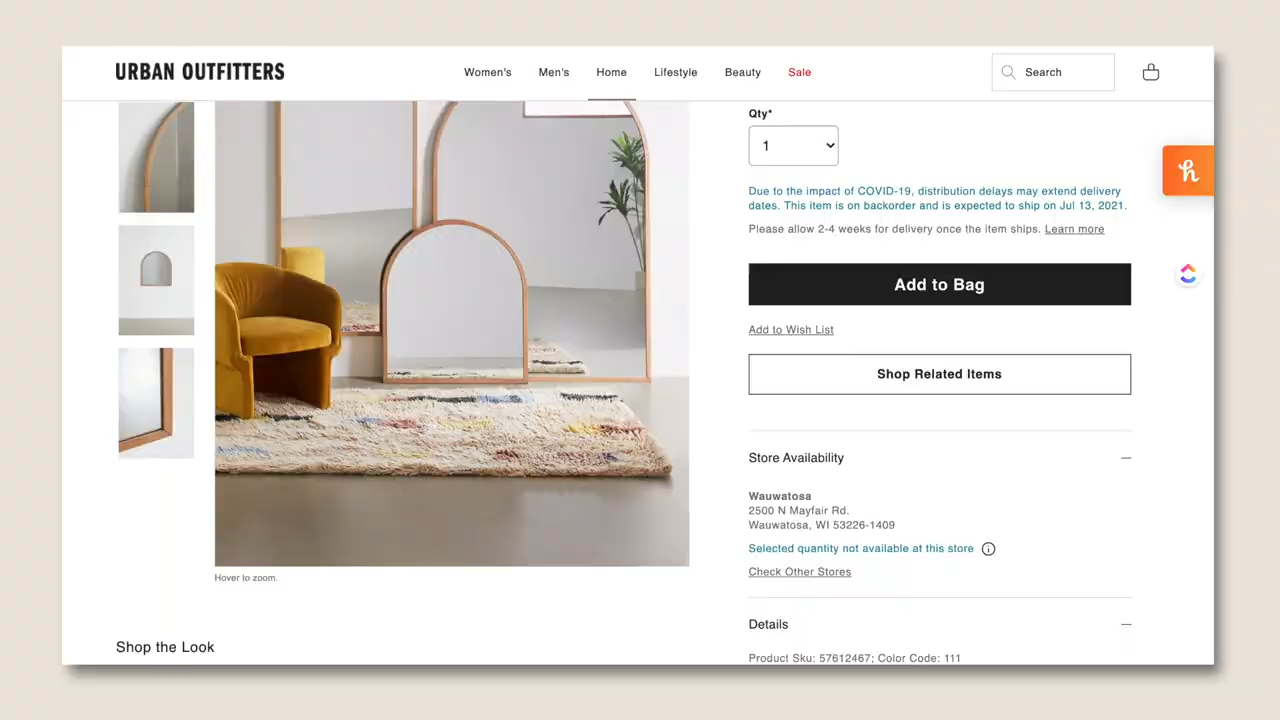 URBAN OUTFITTERS
Women's
Men's
Home
Lifestyle
Beauty
Sale
Search
Qty*
1
Due to the impact of COVID-19, distribution delays may extend delivery
dates. This item is on backorder and is expected to ship on Jul 13, 2021.
Please allow 2-4 weeks for delivery once the item ships. Learn more
Add to Bag
Add to Wish List
Shop Related Items
Store Availability
Wauwatosa
2500 N Mayfair Rd.
Wauwatosa, WI 53226-1409
Selected quantity not available at this store
Check Other Stores
Details
Product Sku: 57612467; Color Code: 111
Hover to zoom.
Shop the Look